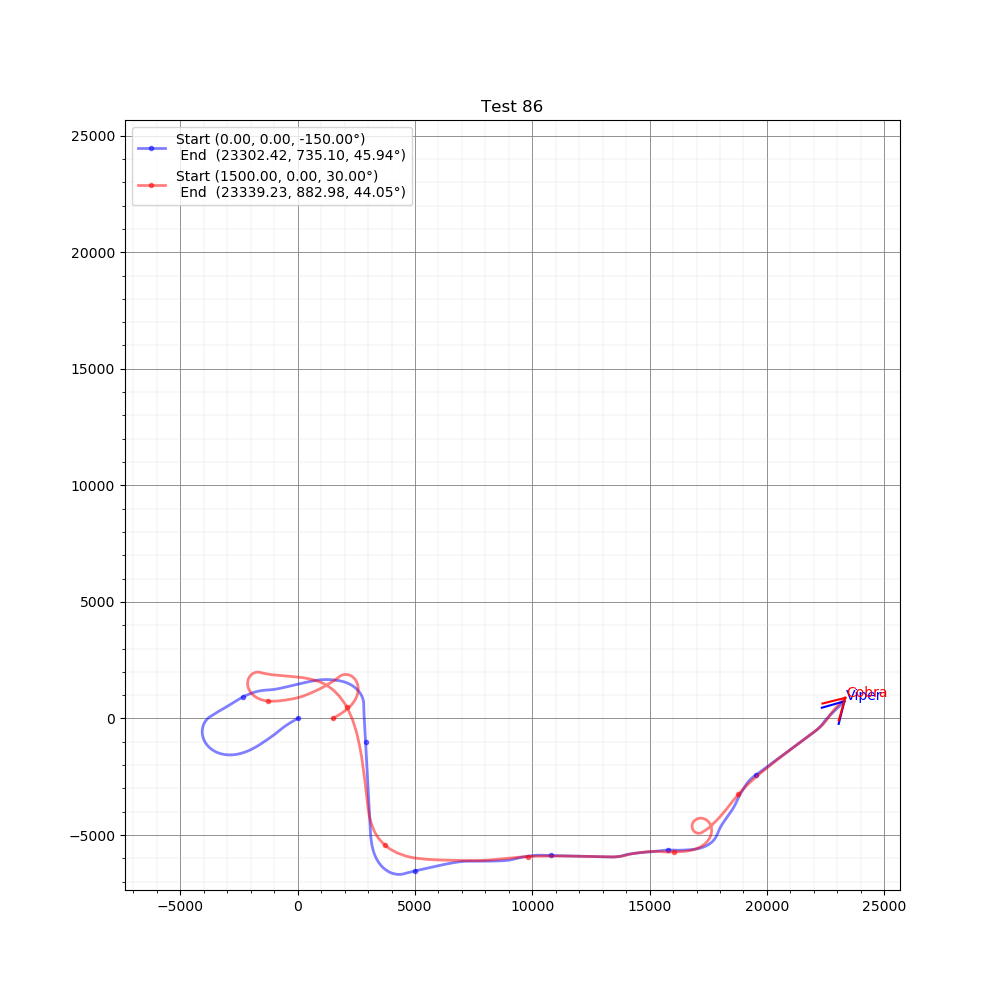 Test 86
Start (0.00, 0.00, -150.00°)
End (23302.42, 735.10, 45.94°)
Start (1500.00, 0.00, 30.00°)
End (23339.23, 882.98, 44.05°)
25000
20000
15000
10000
5000
0
−5000
Cobra
Viper
−5000
0
5000
10000
15000
20000
25000